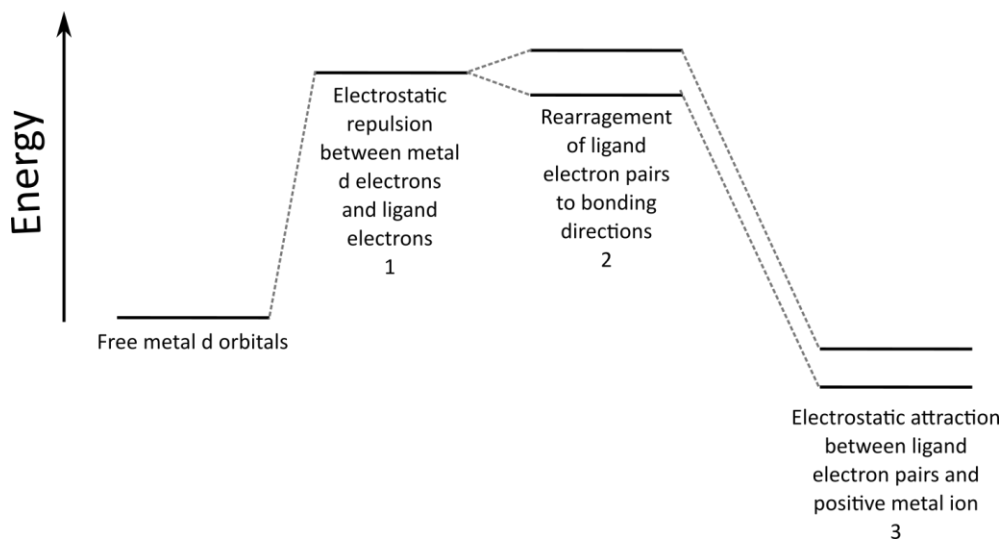 Energy
Free metal d orbitals
Electrostatic
repulsion
between metal
d electrons
and ligand
electrons
1
Rearragement
of ligand
electron pairs
to bonding
directions
2
Electrostatic attraction
between ligand
electron pairs and
positive metal ion
3